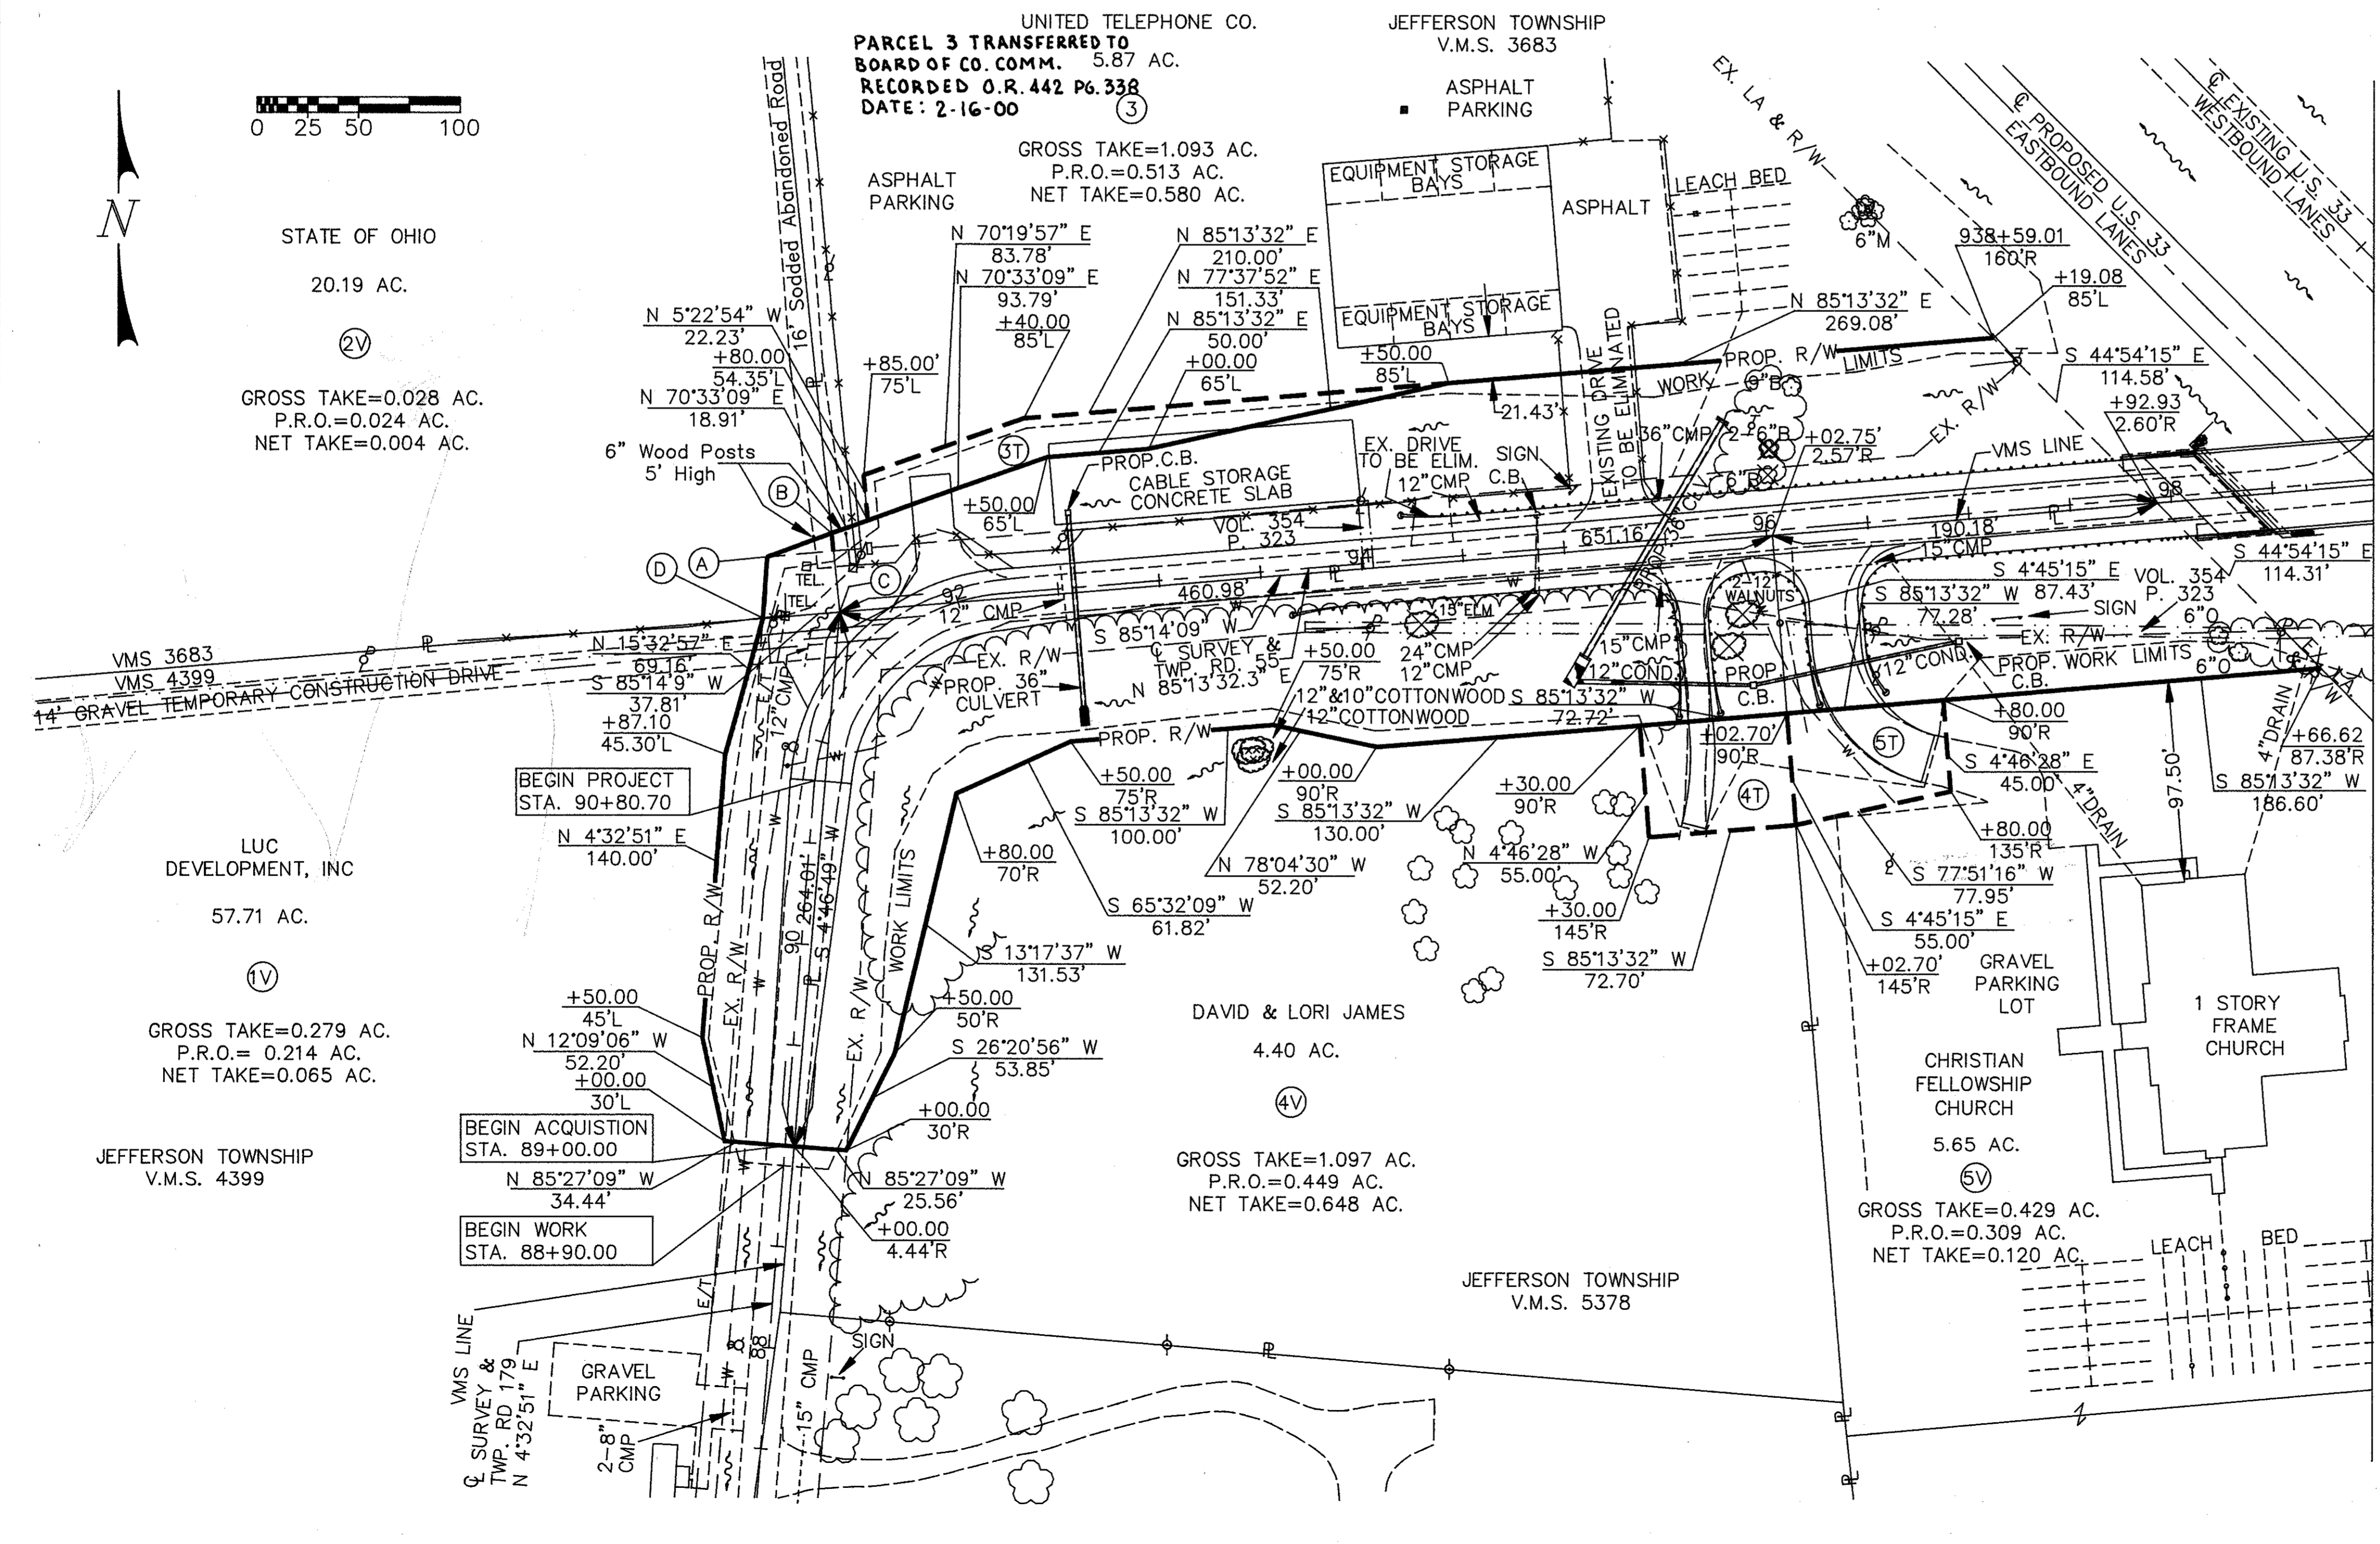 UNITED TELEPHONE CO.
PARCEL 3 TRANSFERRED TO
BOARD OF CO. COMM. 5.87 AC.
RECORDED O.R. 442 PG. 338
DATE: 2-16-00
3
GROSS TAKE=1.093 AC.
P.R.O.=0.513 AC.
NET TAKE=0.580 AC.
JEFFERSON TOWNSHIP
V.M.S. 3683
ASPHALT
PARKING
0 25 50 100
N
STATE OF OHIO
20.19 AC.
2V
GROSS TAKE=0.028 AC.
P.R.O.=0.024 AC.
NET TAKE=0.004 AC.
16' Sodded Abandoned Road
ASPHALT
PARKING
EQUIPMENT STORAGE
BAYS
EQUIPMENT STORAGE
BAYS
ASPHALT
LEACH BED
EX. LA & R/W
6"M
℄ PROPOSED U.S. 33
EASTBOUND LANES
℄ EXISTING U.S. 33
WESTBOUND LANES
938+59.01
160'R
+19.08
85'L
N 70°19'57" E
83.78'
N 70°33'09" E
93.79'
+40.00
85'L
N 85°13'32" E
210.00'
N 77°37'52" E
151.33'
N 85°13'32" E
50.00'
+00.00
65'L
N 5°22'54" W
22.23'
+80.00
54.35'L
N 70°33'09" E
18.91'
+85.00'
75'L
6" Wood Posts
5' High
+50.00
85'L
21.43'
EXISTING DRIVE
TO BE ELIMINATED
N 85°13'32" E
269.08'
PROP. R/W
WORK LIMITS
9"B
EX. R/W
S 44°54'15" E
114.58'
+92.93
2.60'R
VMS LINE
3T
B
A
D
C
+50.00
65'L
PROP.C.B.
CABLE STORAGE
CONCRETE SLAB
VOL. 354
P. 323
EX. DRIVE
TO BE ELIM.
12"CMP
SIGN
C.B.
36"CMP
2-6"B
+02.75'
2.57'R
651.16'
96
190.18'
98
15"CMP
S 44°54'15" E
114.31'
TEL.
TEL.
92
12" CMP
460.98'
94
15"ELM
2-12"
WALNUTS
S 4°45'15" E
87.43'
S 85°13'32" W
77.28'
SIGN
VOL. 354
P. 323
6"O
EX. R/W
PROP. WORK LIMITS
6"O
VMS 3683
VMS 4399
14' GRAVEL TEMPORARY CONSTRUCTION DRIVE
N 15°32'57" E
69.16'
S 85°14'9" W
37.81'
+87.10
45.30'L
12"CMP
EX. R/W
PROP. 36"
CULVERT
S 85°14'09" W
℄ SURVEY &
TWP. RD. 55
N 85°13'32.3" E
+50.00
75'R
24"CMP
12"CMP
15"CMP
12"COND.
PROP
C.B.
12"COND.
PROP.
C.B.
12"&10"COTTONWOOD
12"COTTONWOOD
S 85°13'32" W
72.72'
PROP. R/W
+02.70'
90'R
5T
4T
+80.00
90'R
S 4°46'28" E
45.00'
4"DRAIN
4"DRAIN
97.50'
+66.62
87.38'R
S 85°13'32" W
186.60'
BEGIN PROJECT
STA. 90+80.70
N 4°32'51" E
140.00'
+50.00
75'R
S 85°13'32" W
100.00'
+00.00
90'R
S 85°13'32" W
130.00'
+30.00
90'R
+80.00
70'R
N 78°04'30" W
52.20'
N 4°46'28" W
55.00'
+80.00
135'R
S 77°51'16" W
77.95'
S 65°32'09" W
61.82'
+30.00
145'R
S 4°45'15" E
55.00'
S 13°17'37" W
131.53'
S 85°13'32" W
72.70'
+02.70'
145'R
LUC
DEVELOPMENT, INC
57.71 AC.
1V
GROSS TAKE=0.279 AC.
P.R.O.= 0.214 AC.
NET TAKE=0.065 AC.
JEFFERSON TOWNSHIP
V.M.S. 4399
PROP. R/W
EX. R/W
90
264.01'
S 4°46'49" W
WORK LIMITS
EX. R/W
+50.00
45'L
N 12°09'06" W
52.20'
+00.00
30'L
+50.00
50'R
S 26°20'56" W
53.85'
+00.00
30'R
BEGIN ACQUISTION
STA. 89+00.00
N 85°27'09" W
34.44'
N 85°27'09" W
25.56'
BEGIN WORK
STA. 88+90.00
+00.00
4.44'R
DAVID & LORI JAMES
4.40 AC.
4V
GROSS TAKE=1.097 AC.
P.R.O.=0.449 AC.
NET TAKE=0.648 AC.
JEFFERSON TOWNSHIP
V.M.S. 5378
GRAVEL
PARKING
LOT
1 STORY
FRAME
CHURCH
CHRISTIAN
FELLOWSHIP
CHURCH
5.65 AC.
5V
GROSS TAKE=0.429 AC.
P.R.O.=0.309 AC.
NET TAKE=0.120 AC.
LEACH BED
E/T
VMS LINE
℄ SURVEY &
TWP. RD 179
N 4°32'51" E
GRAVEL
PARKING
2-8"
CMP
88
15" CMP
SIGN